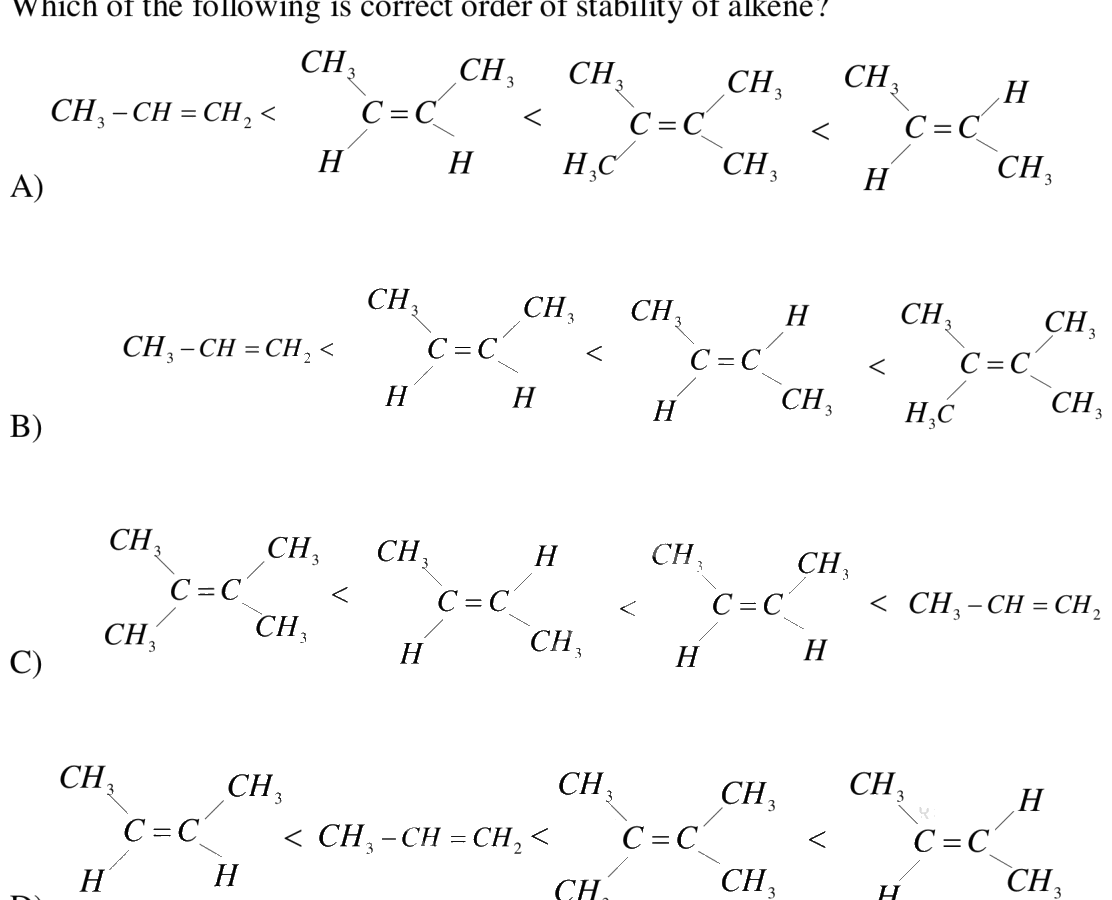 Which of the following is correct order of stability of alkene?
CH₃ CH₃ CH₃ CH₃ CH₃ H
CH₃ – CH = CH₂ < C = C < C = C < C = C
H H H₃C CH₃ H CH₃
A)
CH₃ CH₃ CH₃ H CH₃ CH₃
CH₃ – CH = CH₂ < C = C < C = C < C = C
H H H CH₃ H₃C CH₃
B)
CH₃ CH₃ CH₃ H CH₃ CH₃
C = C < C = C < C = C < CH₃ – CH = CH₂
CH₃ CH₃ H CH₃ H H
C)
CH₃ CH₃ CH₃ CH₃ CH₃ H
C = C < CH₃ – CH = CH₂ < C = C < C = C
H H CH₃ CH₃ H CH₃
D)